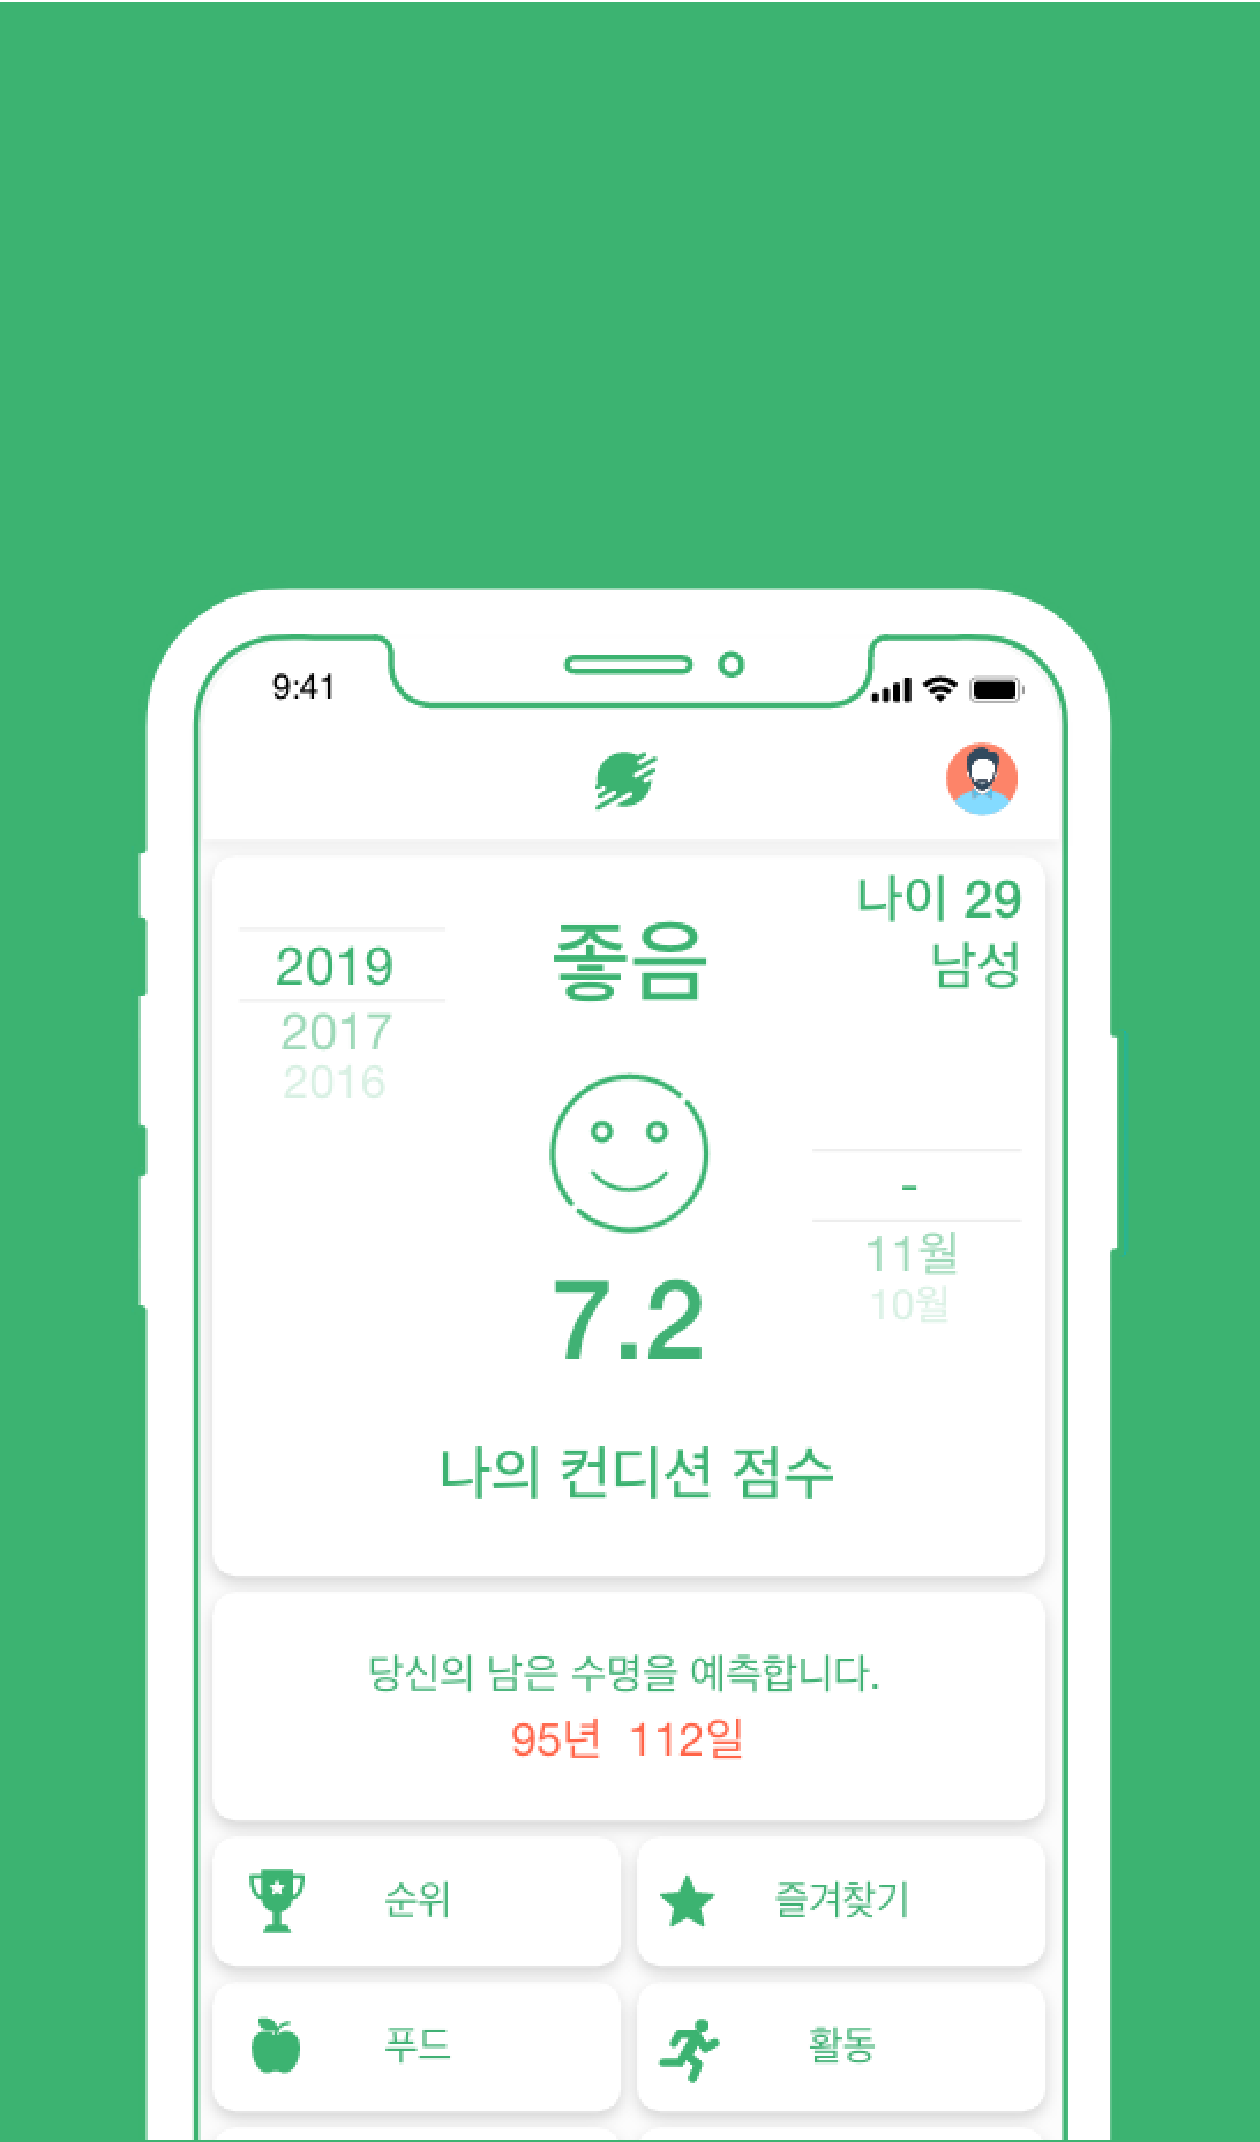 9:41
나이 29
남성
좋음
2019
2017
2016
-
11월
10월
7.2
나의 컨디션 점수
당신의 남은 수명을 예측합니다.
95년 112일
순위
즐겨찾기
푸드
활동